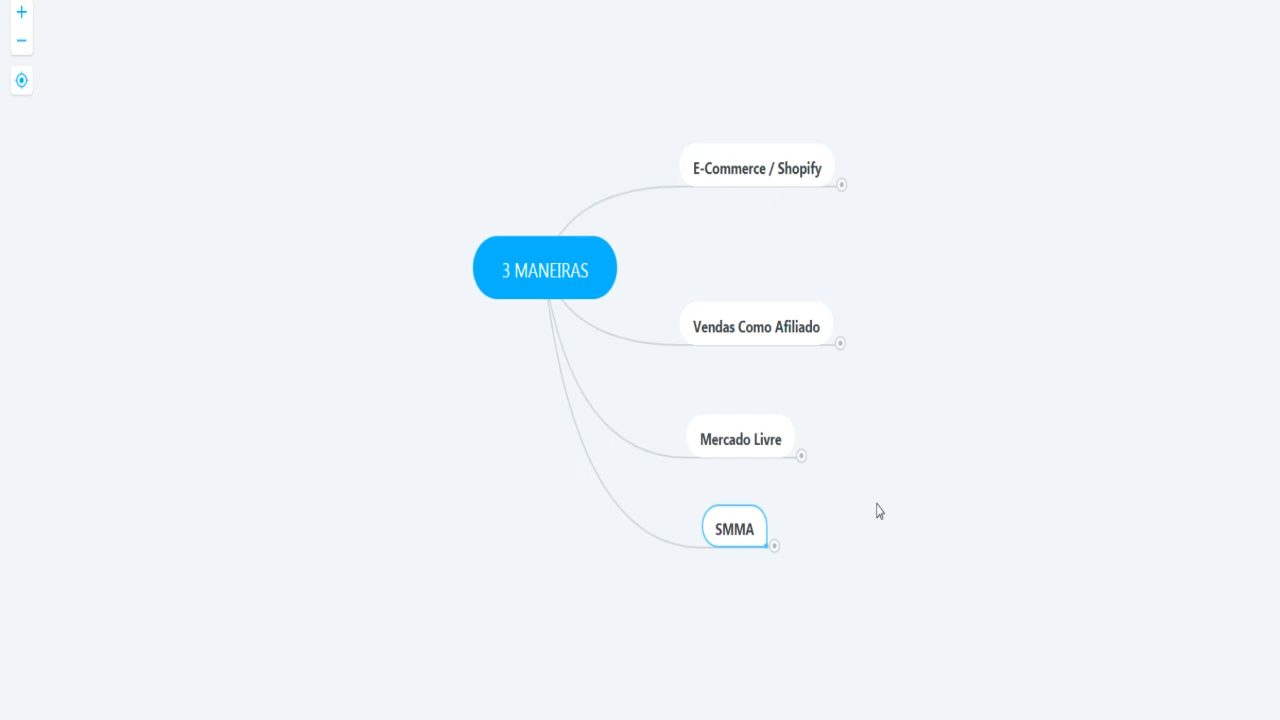 E-Commerce / Shopify
3 MANEIRAS
Vendas Como Afiliado
Mercado Livre
SMMA